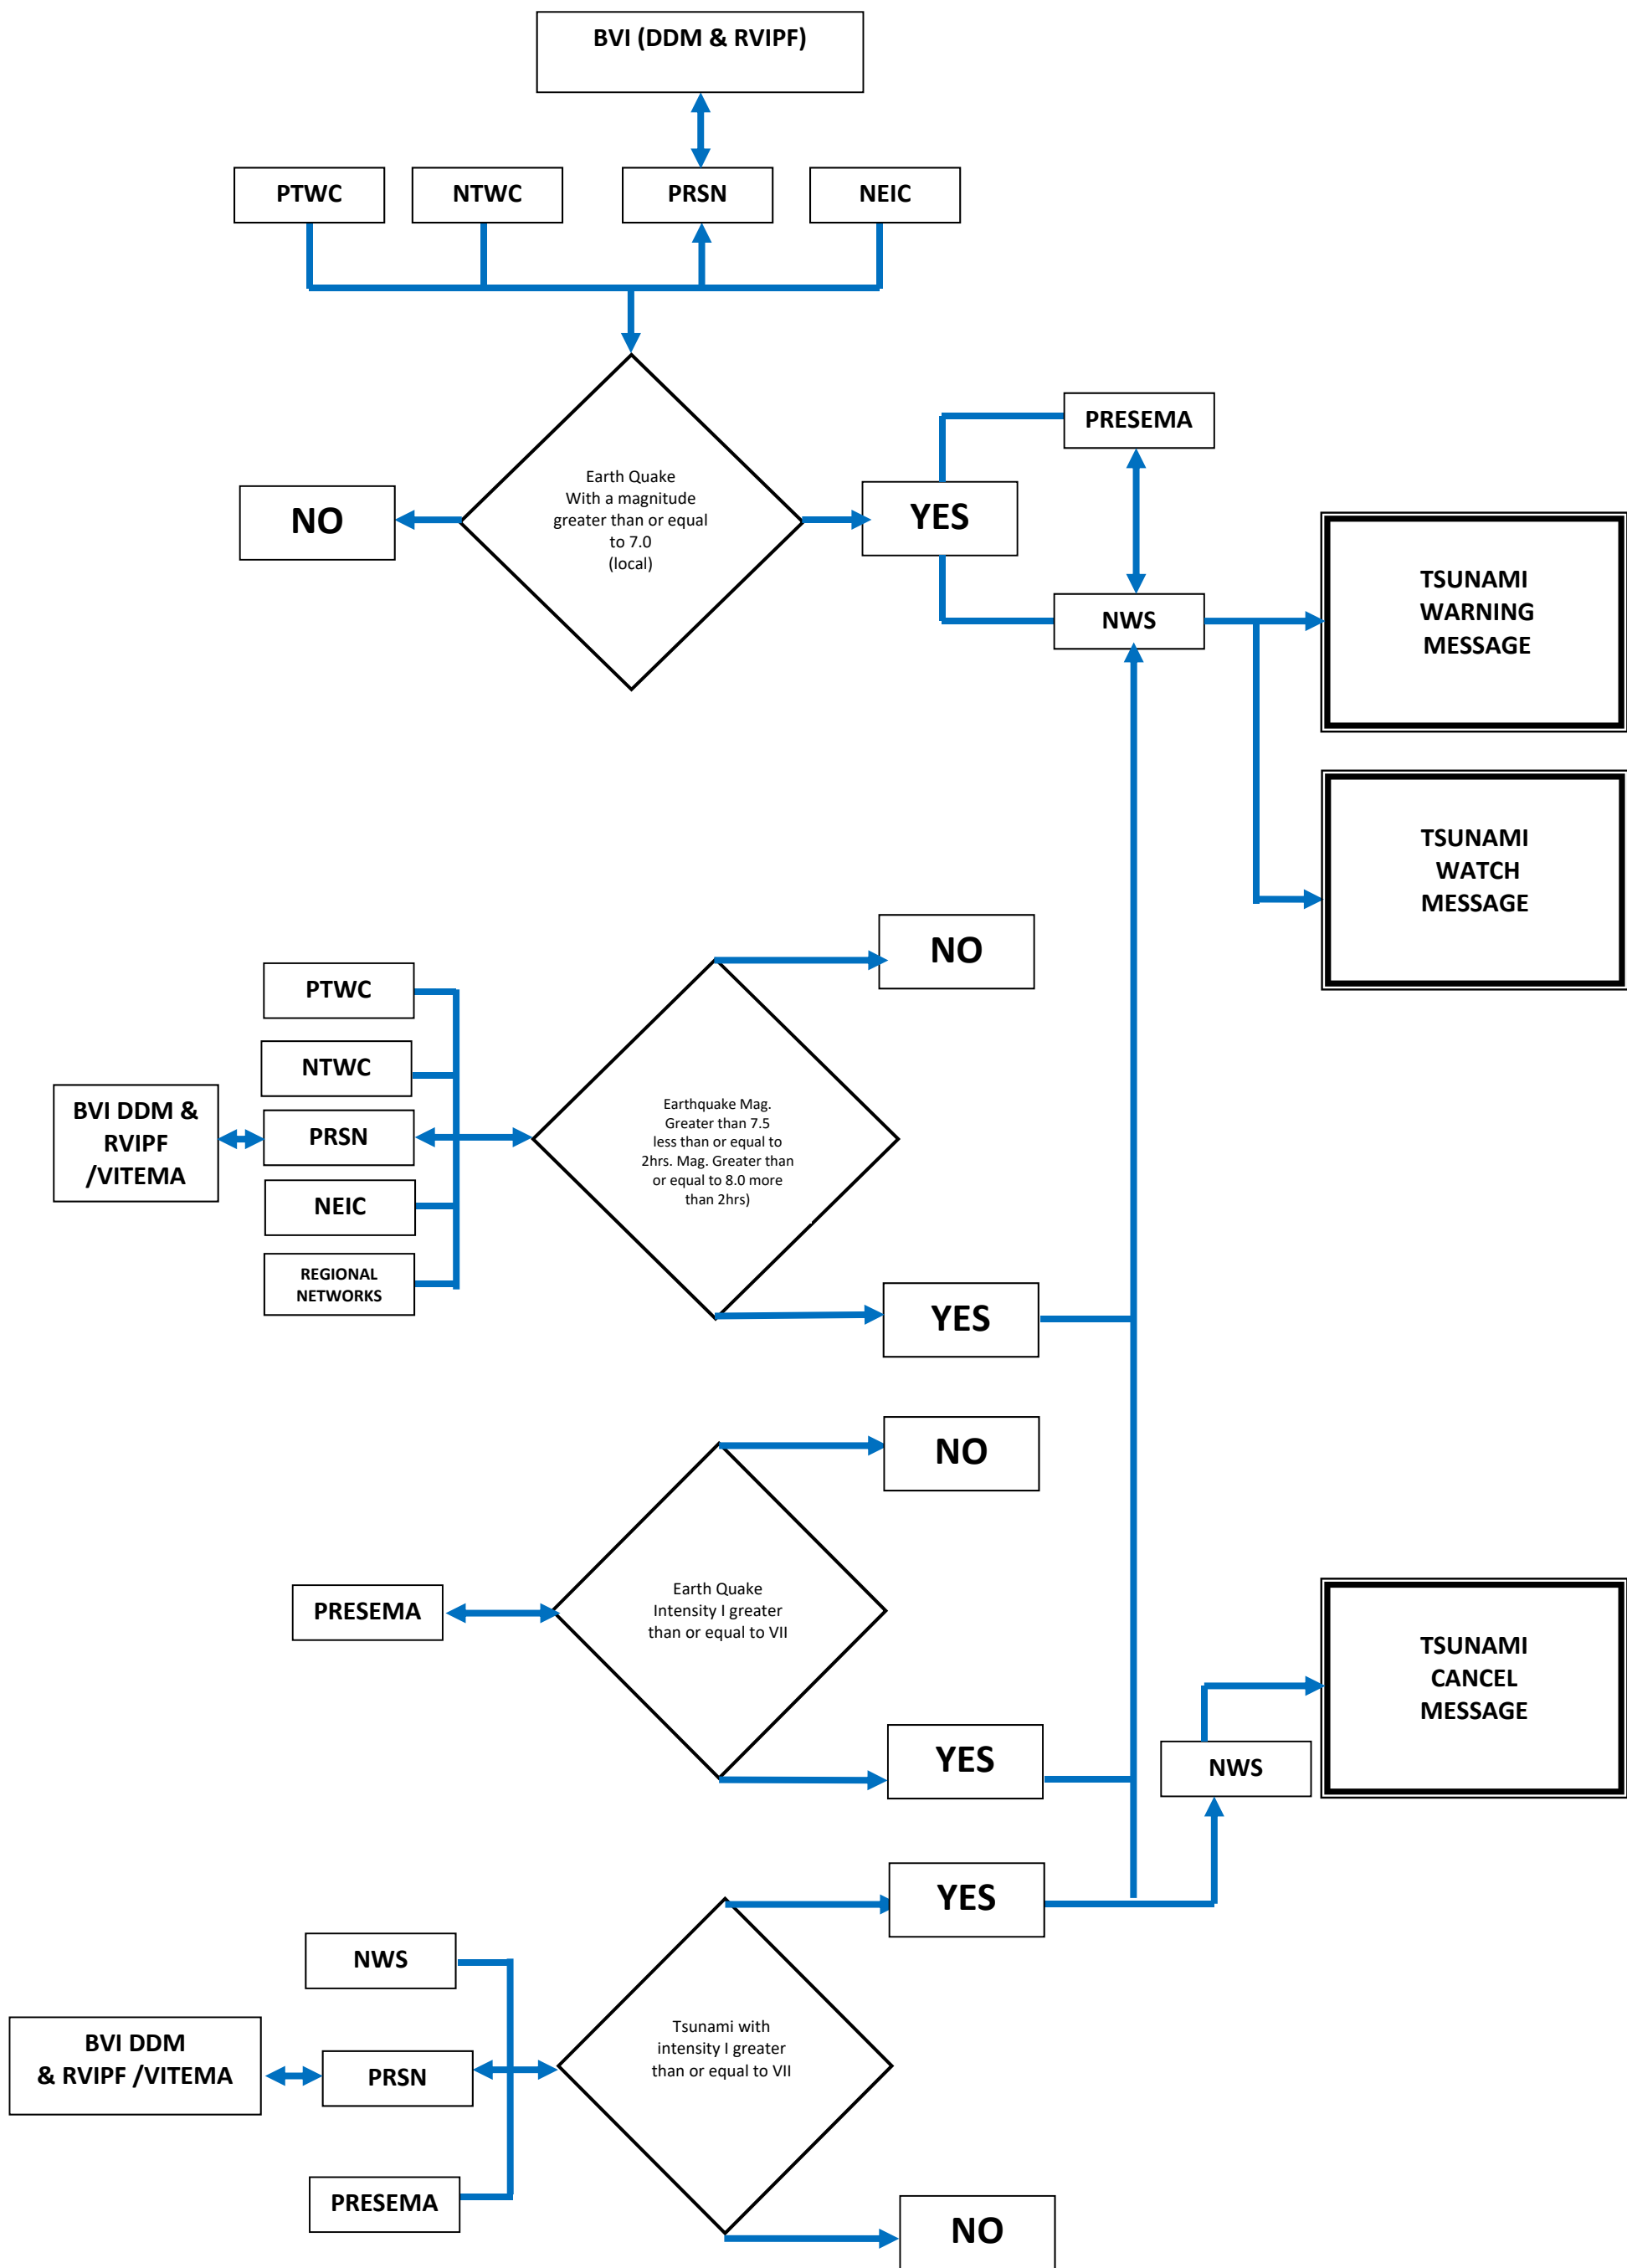 BVI (DDM & RVIPF)
PTWC
NTWC
PRSN
NEIC
PRESEMA
Earth Quake
With a magnitude
greater than or equal
to 7.0
(local)
NO
YES
NWS
TSUNAMI
WARNING
MESSAGE
TSUNAMI
WATCH
MESSAGE
NO
PTWC
NTWC
BVI DDM &
RVIPF
/VITEMA
PRSN
NEIC
REGIONAL
NETWORKS
Earthquake Mag.
Greater than 7.5
less than or equal to
2hrs. Mag. Greater than
or equal to 8.0 more
than 2hrs)
YES
NO
PRESEMA
Earth Quake
Intensity I greater
than or equal to VII
YES
NWS
TSUNAMI
CANCEL
MESSAGE
YES
NWS
BVI DDM
& RVIPF /VITEMA
PRSN
PRESEMA
Tsunami with
intensity I greater
than or equal to VII
NO